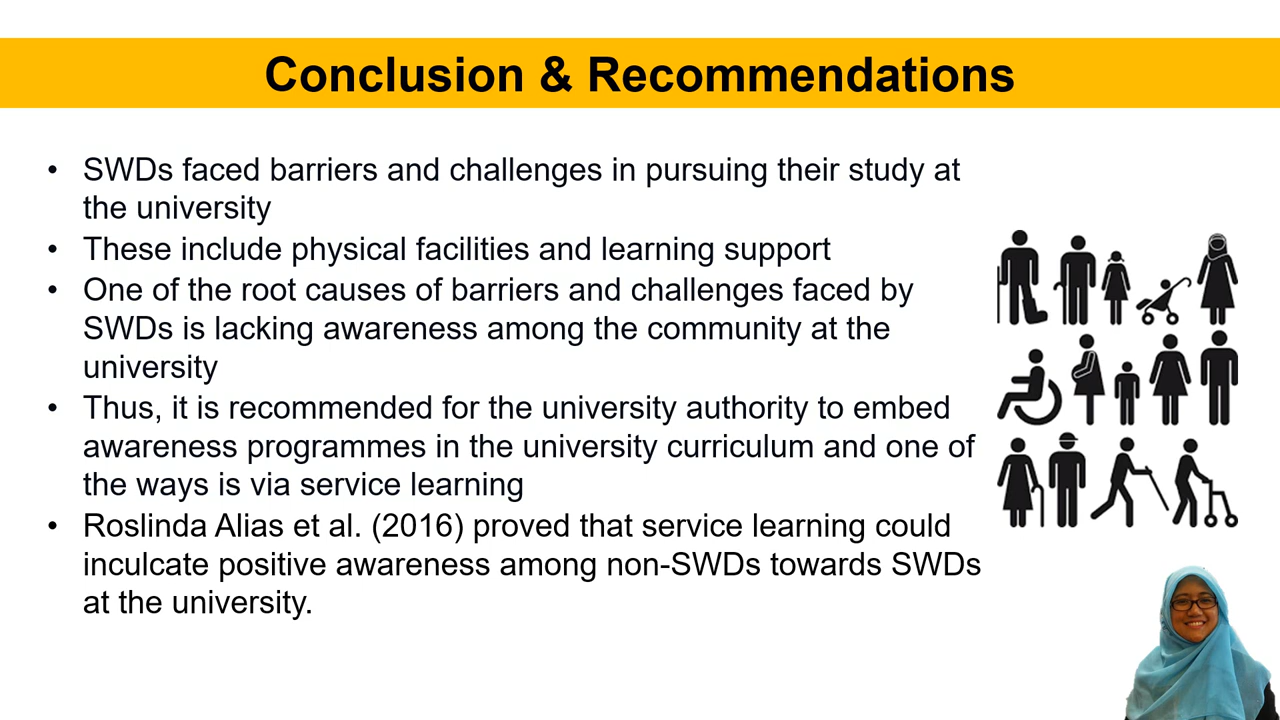 Conclusion & Recommendations
• SWDs faced barriers and challenges in pursuing their study at
the university
• These include physical facilities and learning support
• One of the root causes of barriers and challenges faced by
SWDs is lacking awareness among the community at the
university
• Thus, it is recommended for the university authority to embed
awareness programmes in the university curriculum and one of
the ways is via service learning
• Roslinda Alias et al. (2016) proved that service learning could
inculcate positive awareness among non-SWDs towards SWDs
at the university.